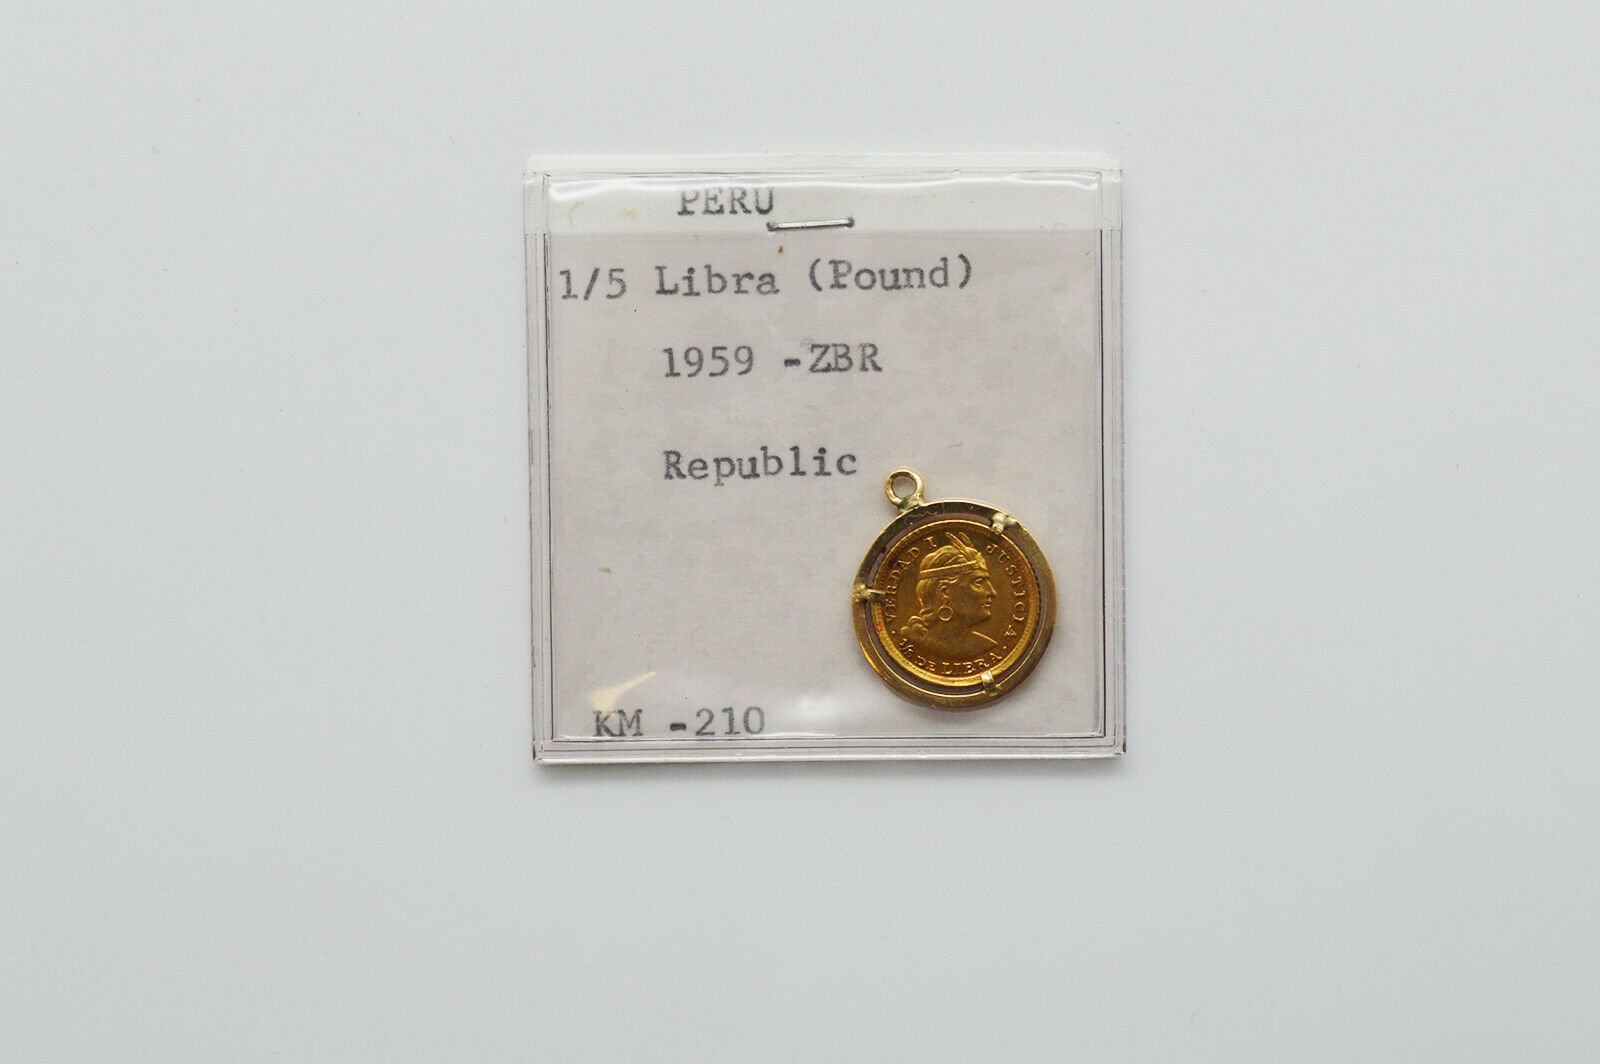 PERU
1/5 Libra (Pound)
1959 -ZBR
Republic
VERDAD I JUSTICIA
1/5 DE LIBRA
KM -210